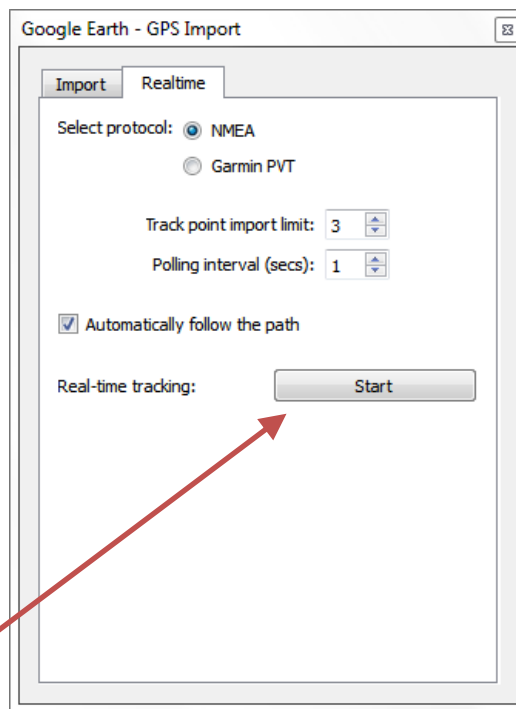 Google Earth - GPS Import
Import Realtime
Select protocol: NMEA
Garmin PVT
Track point import limit: 3
Polling interval (secs): 1
Automatically follow the path
Real-time tracking: Start